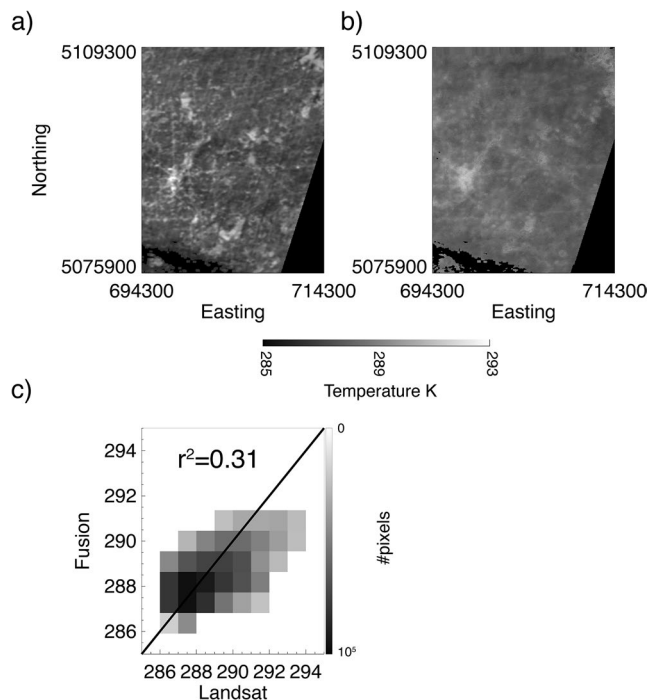 a)
b)
5109300
5109300
Northing
5075900
5075900
694300
714300
694300
714300
Easting
Easting
285
289
293
Temperature K
c)
0
294
r²=0.31
292
Fusion
290
#pixels
288
286
10⁵
286 288 290 292 294
Landsat